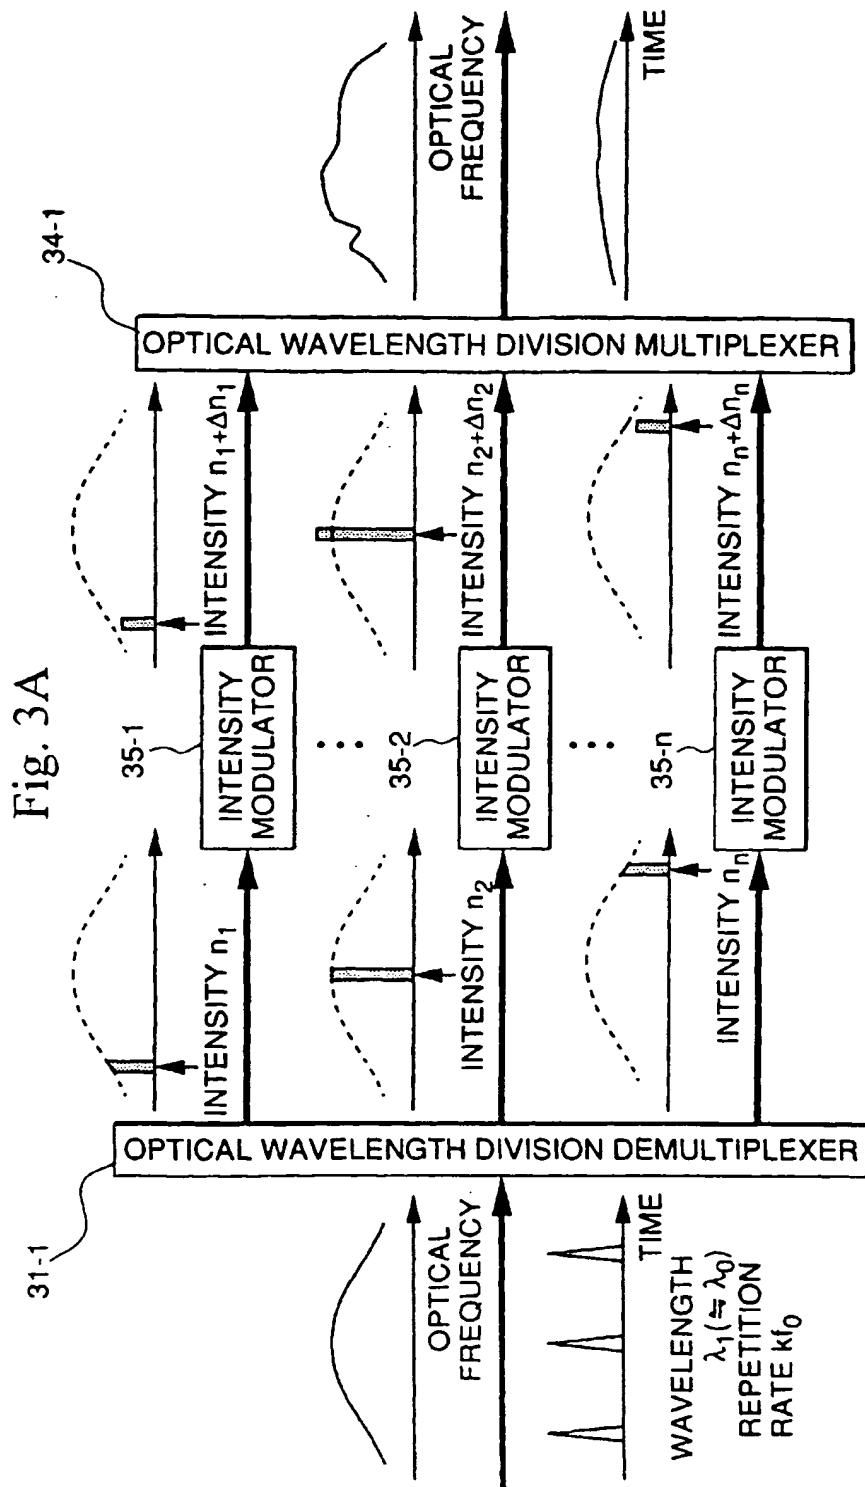 Fig. 3A
31-1
OPTICAL
FREQUENCY
TIME
WAVELENGTH
λ1(≒ λ0)
REPETITION
RATE kf0
OPTICAL WAVELENGTH DIVISION DEMULTIPLEXER
INTENSITY n1
INTENSITY n2
INTENSITY nn
35-1
INTENSITY
MODULATOR
35-2
INTENSITY
MODULATOR
35-n
INTENSITY
MODULATOR
INTENSITY n1+Δn1
INTENSITY n2+Δn2
INTENSITY nn+Δnn
34-1
OPTICAL WAVELENGTH DIVISION MULTIPLEXER
OPTICAL
FREQUENCY
TIME